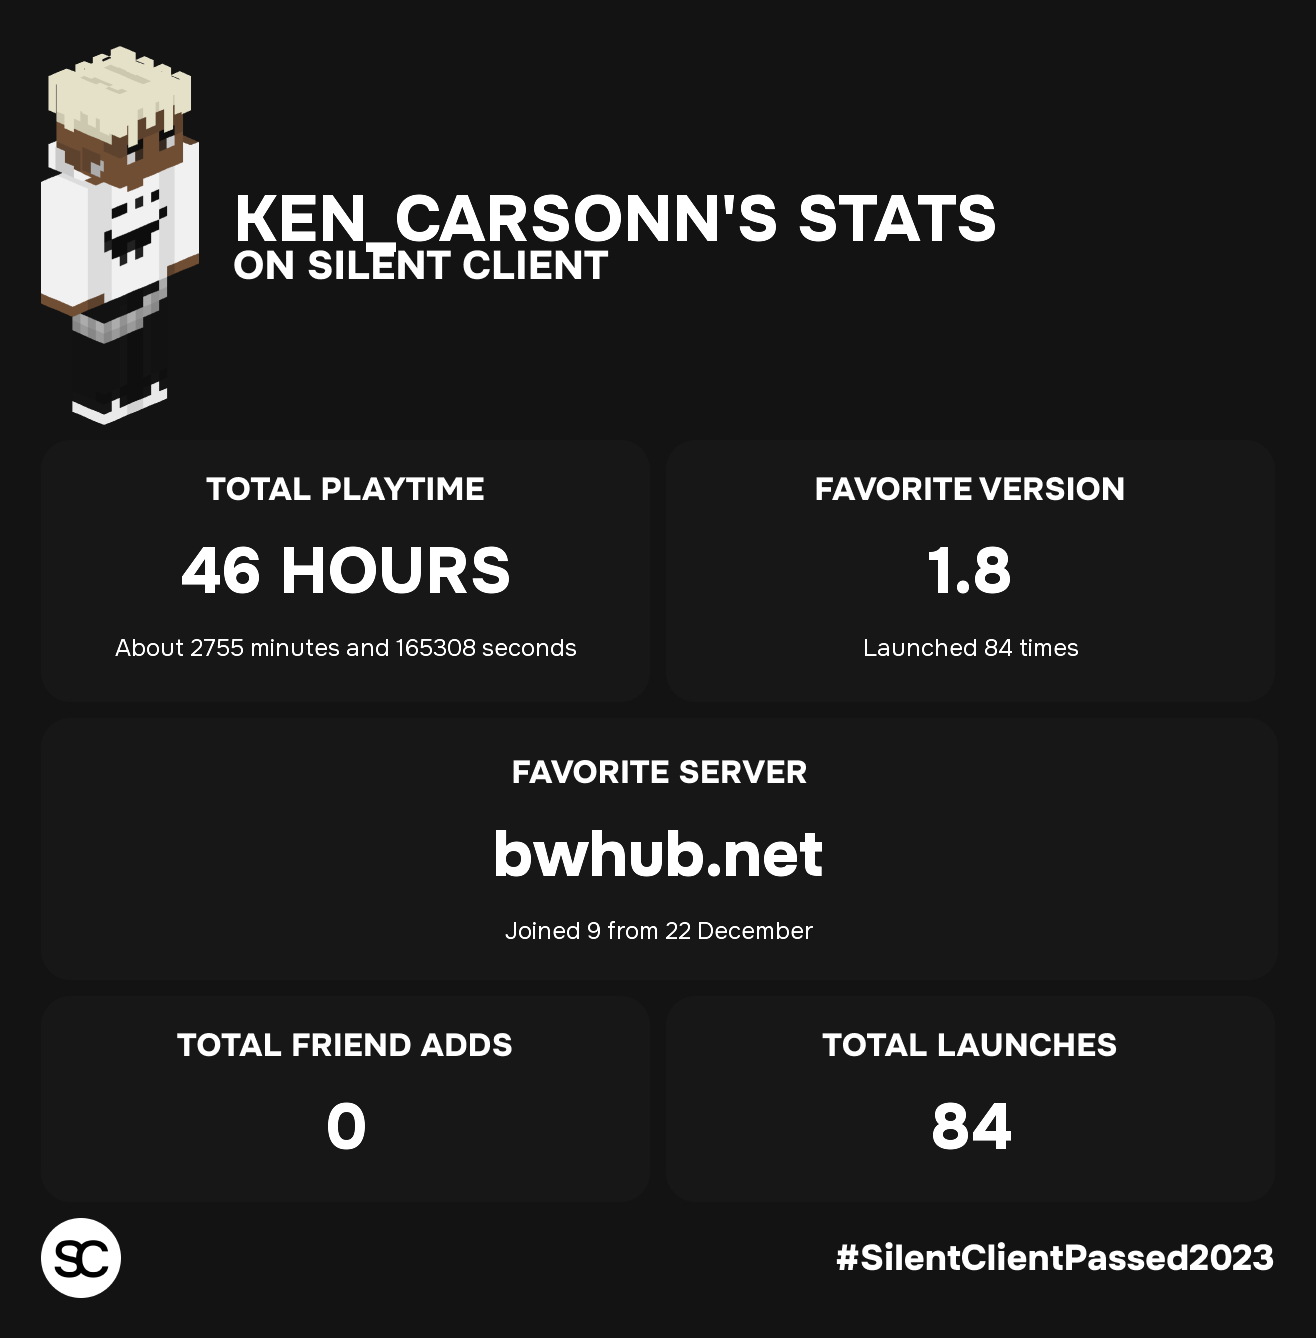 KEN_CARSONN'S STATS
ON SILENT CLIENT
TOTAL PLAYTIME
46 HOURS
About 2755 minutes and 165308 seconds
FAVORITE VERSION
1.8
Launched 84 times
FAVORITE SERVER
bwhub.net
Joined 9 from 22 December
TOTAL FRIEND ADDS
0
TOTAL LAUNCHES
84
SC
#SilentClientPassed2023